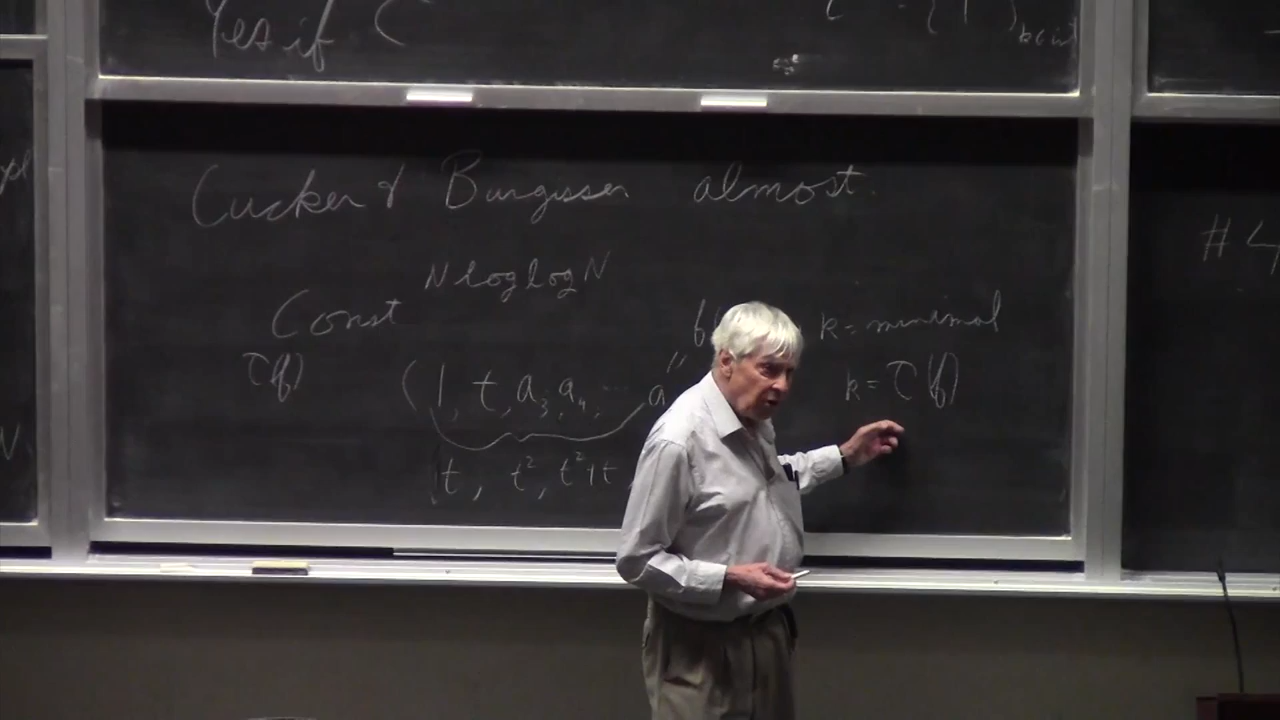 Yes if
Cucker & Burgisser almost.
N log log N
Const
k = minimal
τ(f)
(1, t, a₃, a₄, ... a
k = τ(f)
t, t², t²+t
# 4